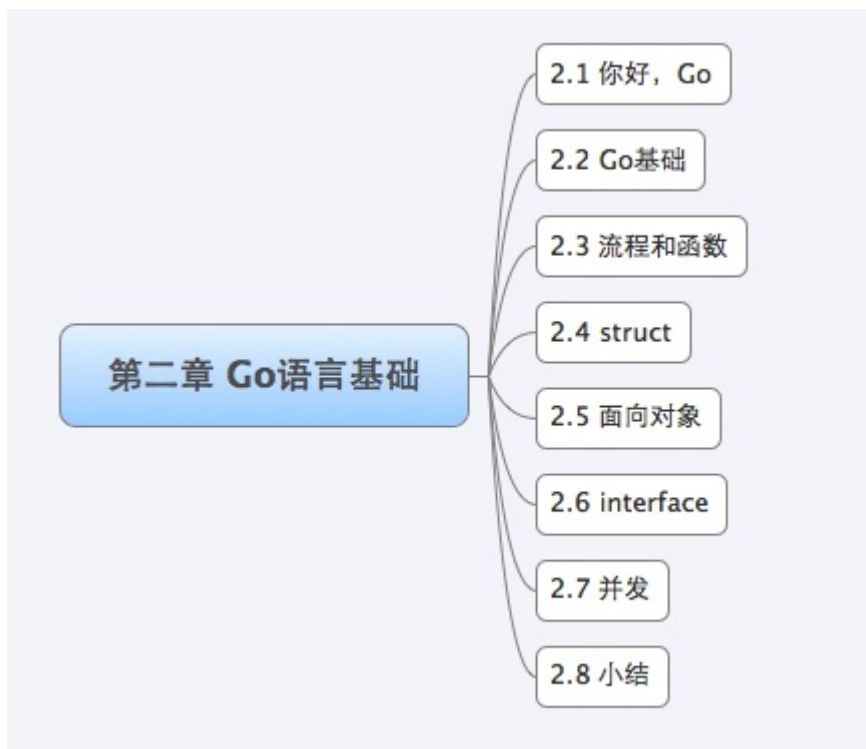 第二章 Go语言基础
2.1 你好，Go
2.2 Go基础
2.3 流程和函数
2.4 struct
2.5 面向对象
2.6 interface
2.7 并发
2.8 小结